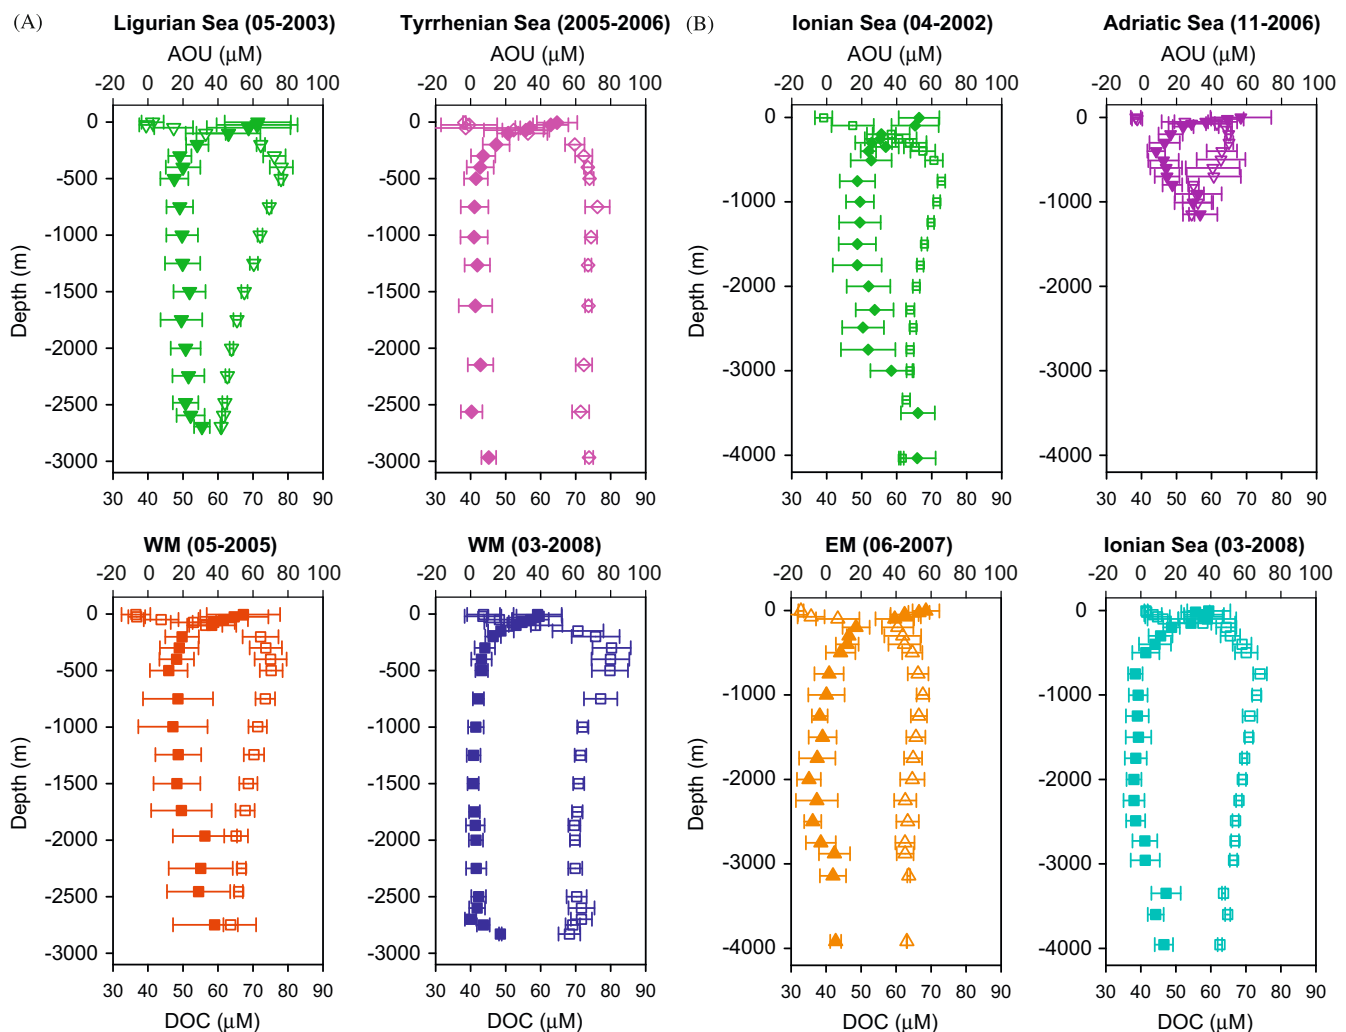 (A)
Ligurian Sea (05-2003)
AOU (μM)
-20 0 20 40 60 80 100
0
-500
-1000
-1500
-2000
-2500
-3000
Depth (m)
30 40 50 60 70 80 90
Tyrrhenian Sea (2005-2006)
AOU (μM)
-20 0 20 40 60 80 100
0
-500
-1000
-1500
-2000
-2500
-3000
30 40 50 60 70 80 90
(B)
Ionian Sea (04-2002)
AOU (μM)
-20 0 20 40 60 80 100
0
-1000
-2000
-3000
-4000
Depth (m)
30 40 50 60 70 80 90
Adriatic Sea (11-2006)
AOU (μM)
-20 0 20 40 60 80 100
0
-1000
-2000
-3000
-4000
30 40 50 60 70 80 90
WM (05-2005)
-20 0 20 40 60 80 100
0
-500
-1000
-1500
-2000
-2500
-3000
Depth (m)
30 40 50 60 70 80 90
DOC (μM)
WM (03-2008)
-20 0 20 40 60 80 100
0
-500
-1000
-1500
-2000
-2500
-3000
30 40 50 60 70 80 90
DOC (μM)
EM (06-2007)
-20 0 20 40 60 80 100
0
-1000
-2000
-3000
-4000
Depth (m)
30 40 50 60 70 80 90
DOC (μM)
Ionian Sea (03-2008)
-20 0 20 40 60 80 100
0
-1000
-2000
-3000
-4000
30 40 50 60 70 80 90
DOC (μM)